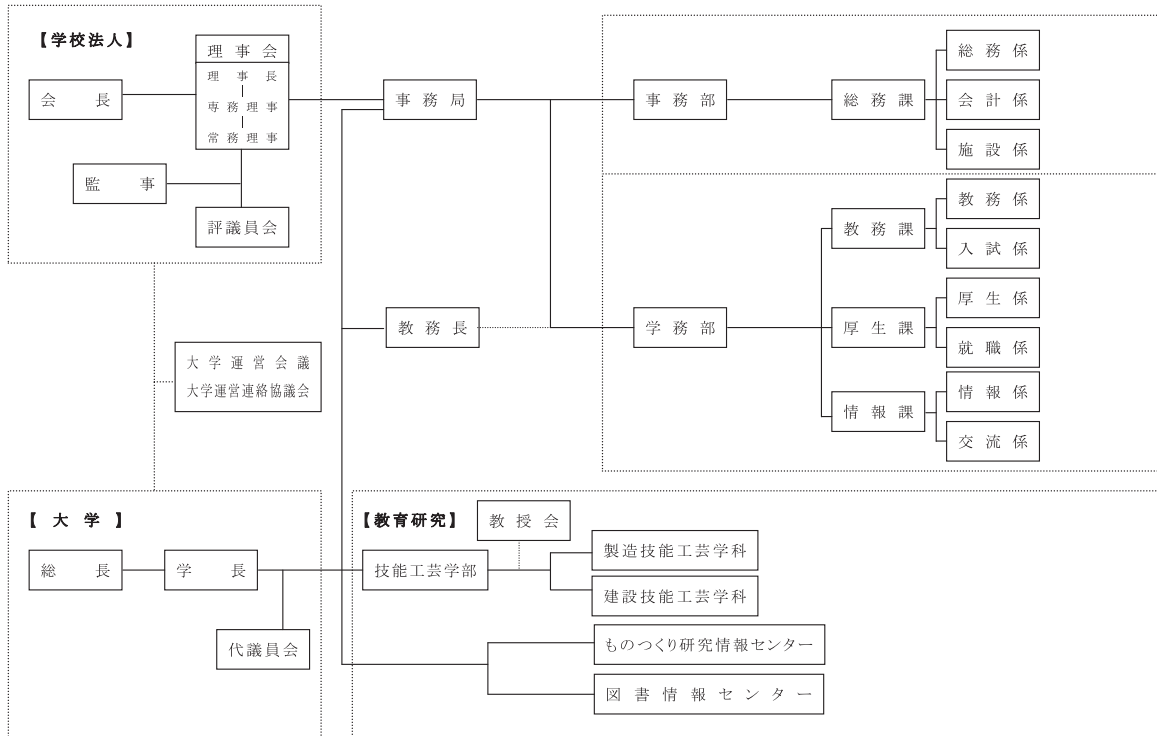 【学校法人】
会長
理事会
理事長
専務理事
常務理事
監事
評議員会
事務局
事務部
総務課
総務係
会計係
施設係
教務長
学務部
教務課
教務係
入試係
厚生課
厚生係
就職係
情報課
情報係
交流係
大学運営会議
大学運営連絡協議会
【大学】
総長
学長
代議員会
【教育研究】
教授会
技能工芸学部
製造技能工芸学科
建設技能工芸学科
ものつくり研究情報センター
図書情報センター